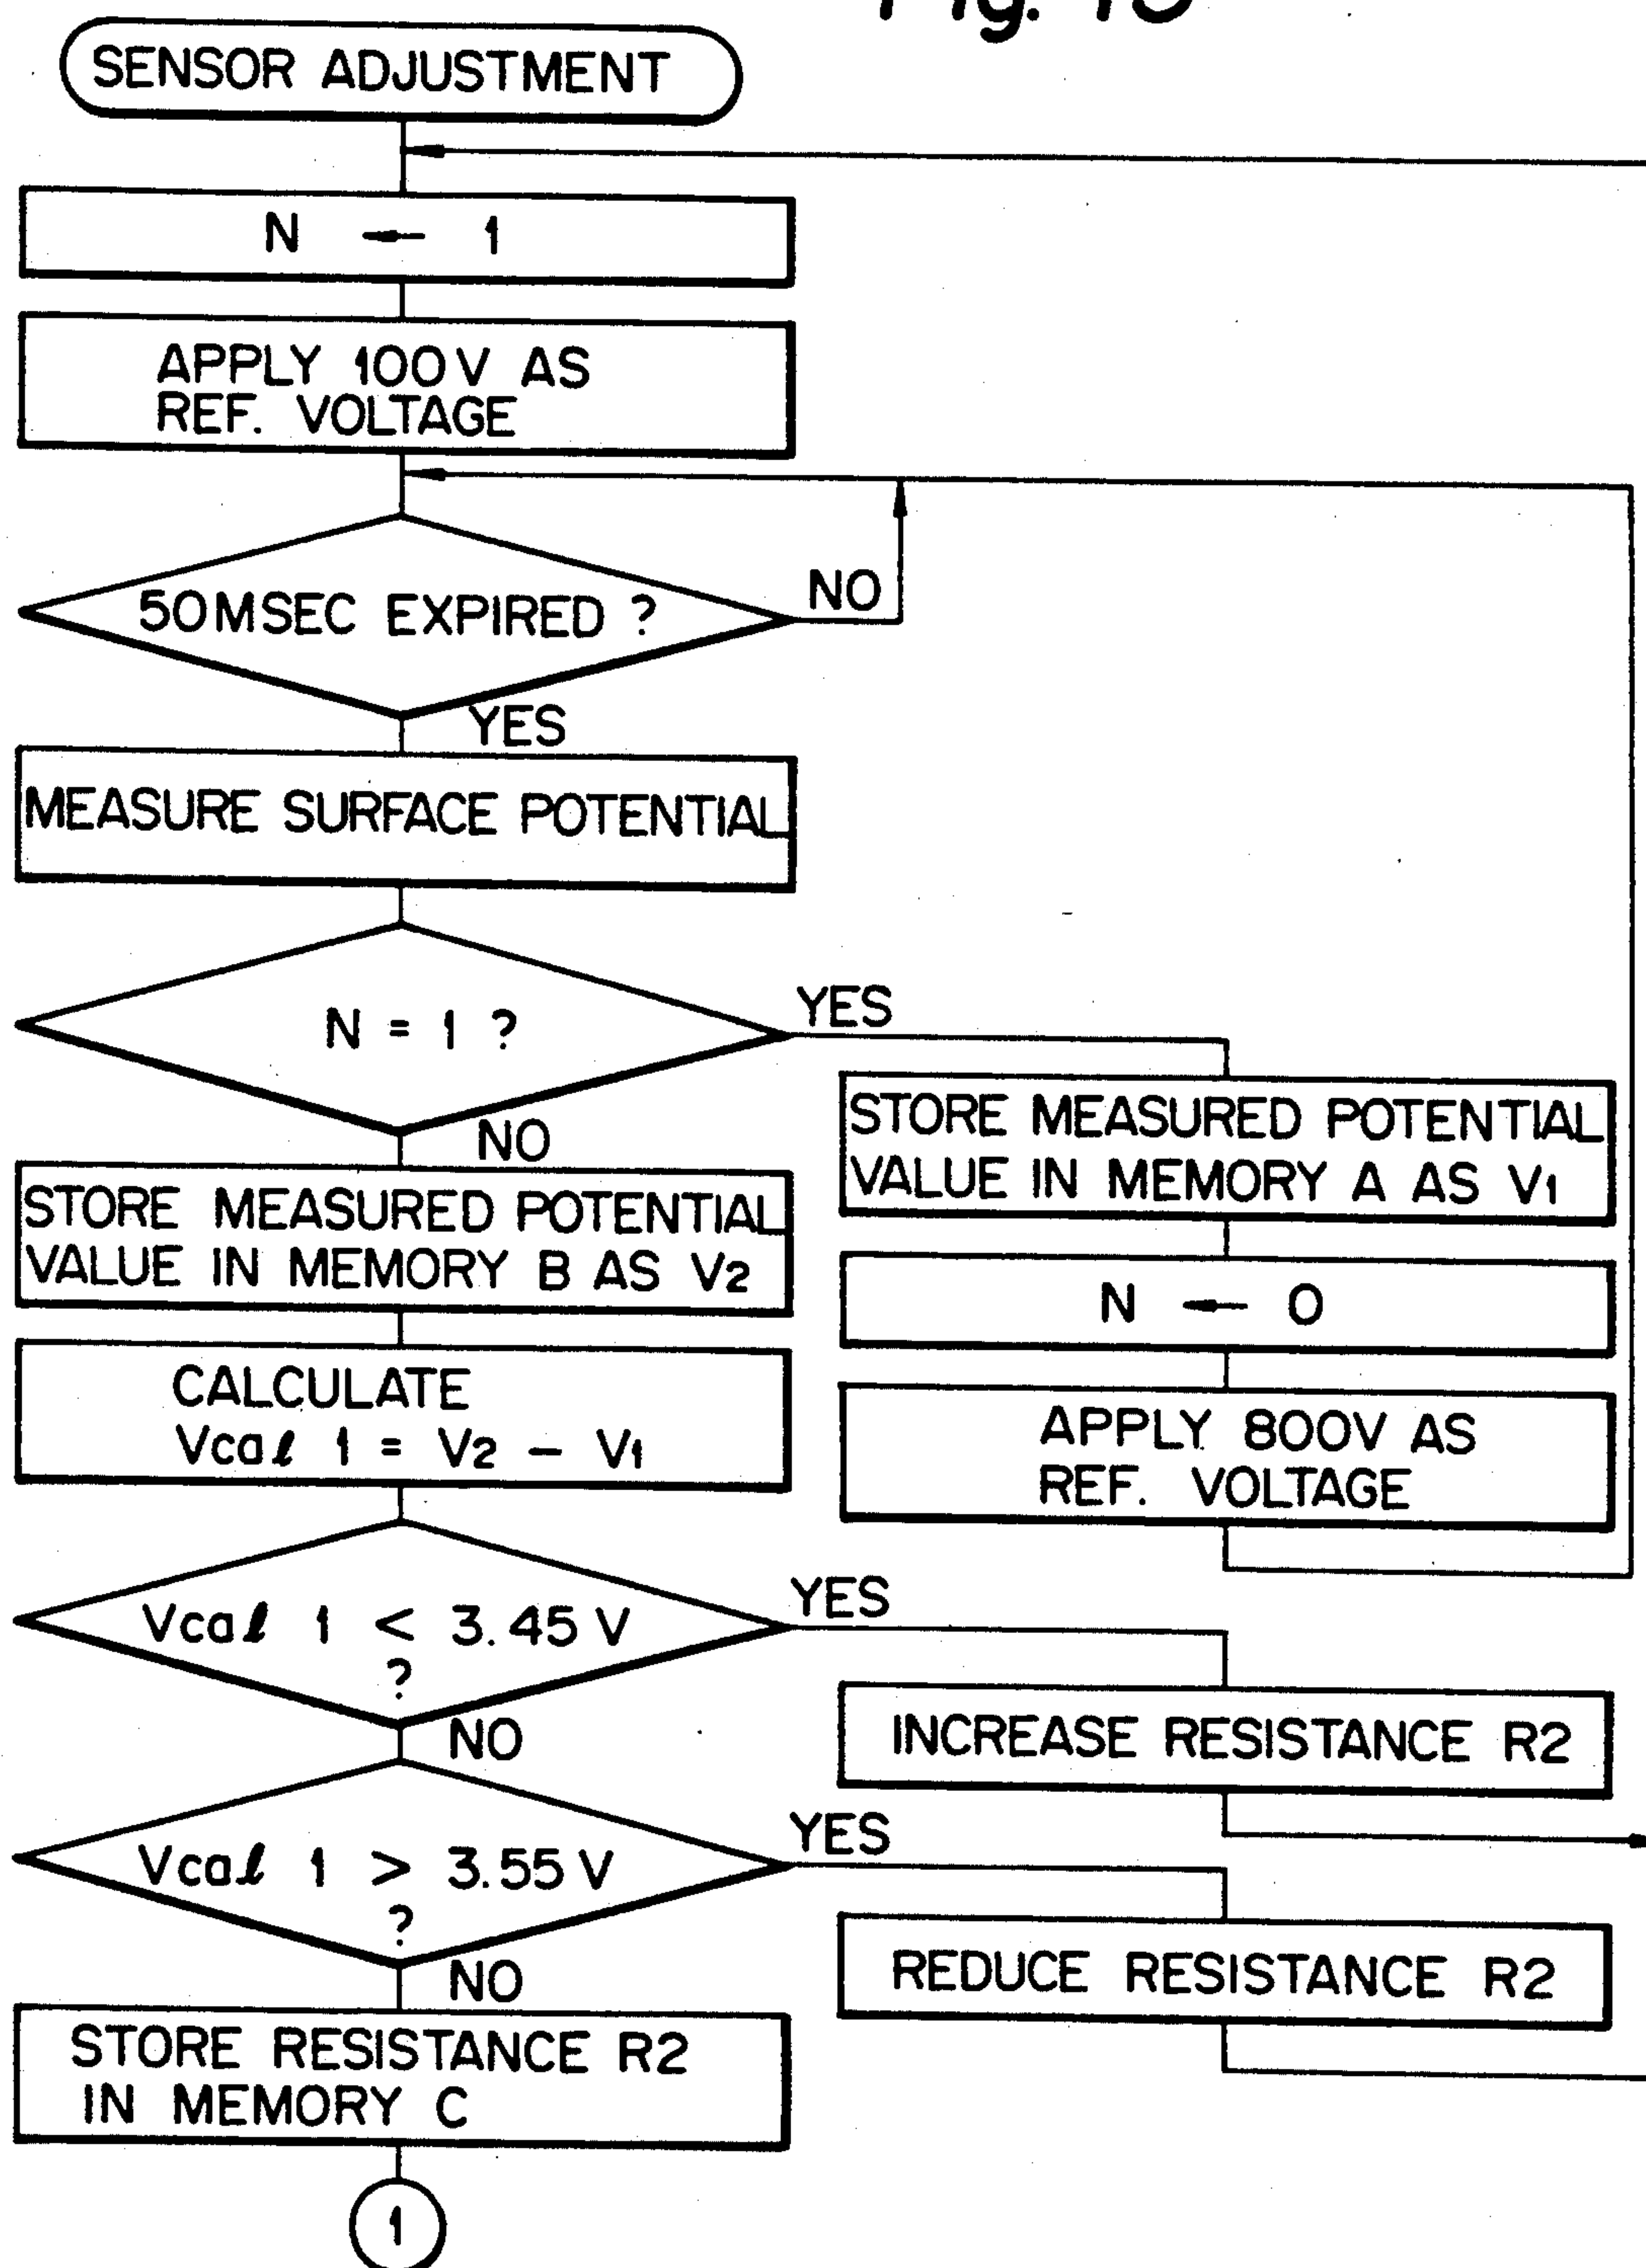 SENSOR ADJUSTMENT
N ← 1
APPLY 100V AS
REF. VOLTAGE
50MSEC EXPIRED ?
NO
YES
MEASURE SURFACE POTENTIAL
N = 1 ?
YES
NO
STORE MEASURED POTENTIAL
VALUE IN MEMORY A AS V1
N ← 0
APPLY 800V AS
REF. VOLTAGE
STORE MEASURED POTENTIAL
VALUE IN MEMORY B AS V2
CALCULATE
Vcal 1 = V2 - V1
Vcal 1 < 3.45 V
?
YES
NO
INCREASE RESISTANCE R2
Vcal 1 > 3.55 V
?
YES
NO
REDUCE RESISTANCE R2
STORE RESISTANCE R2
IN MEMORY C
1